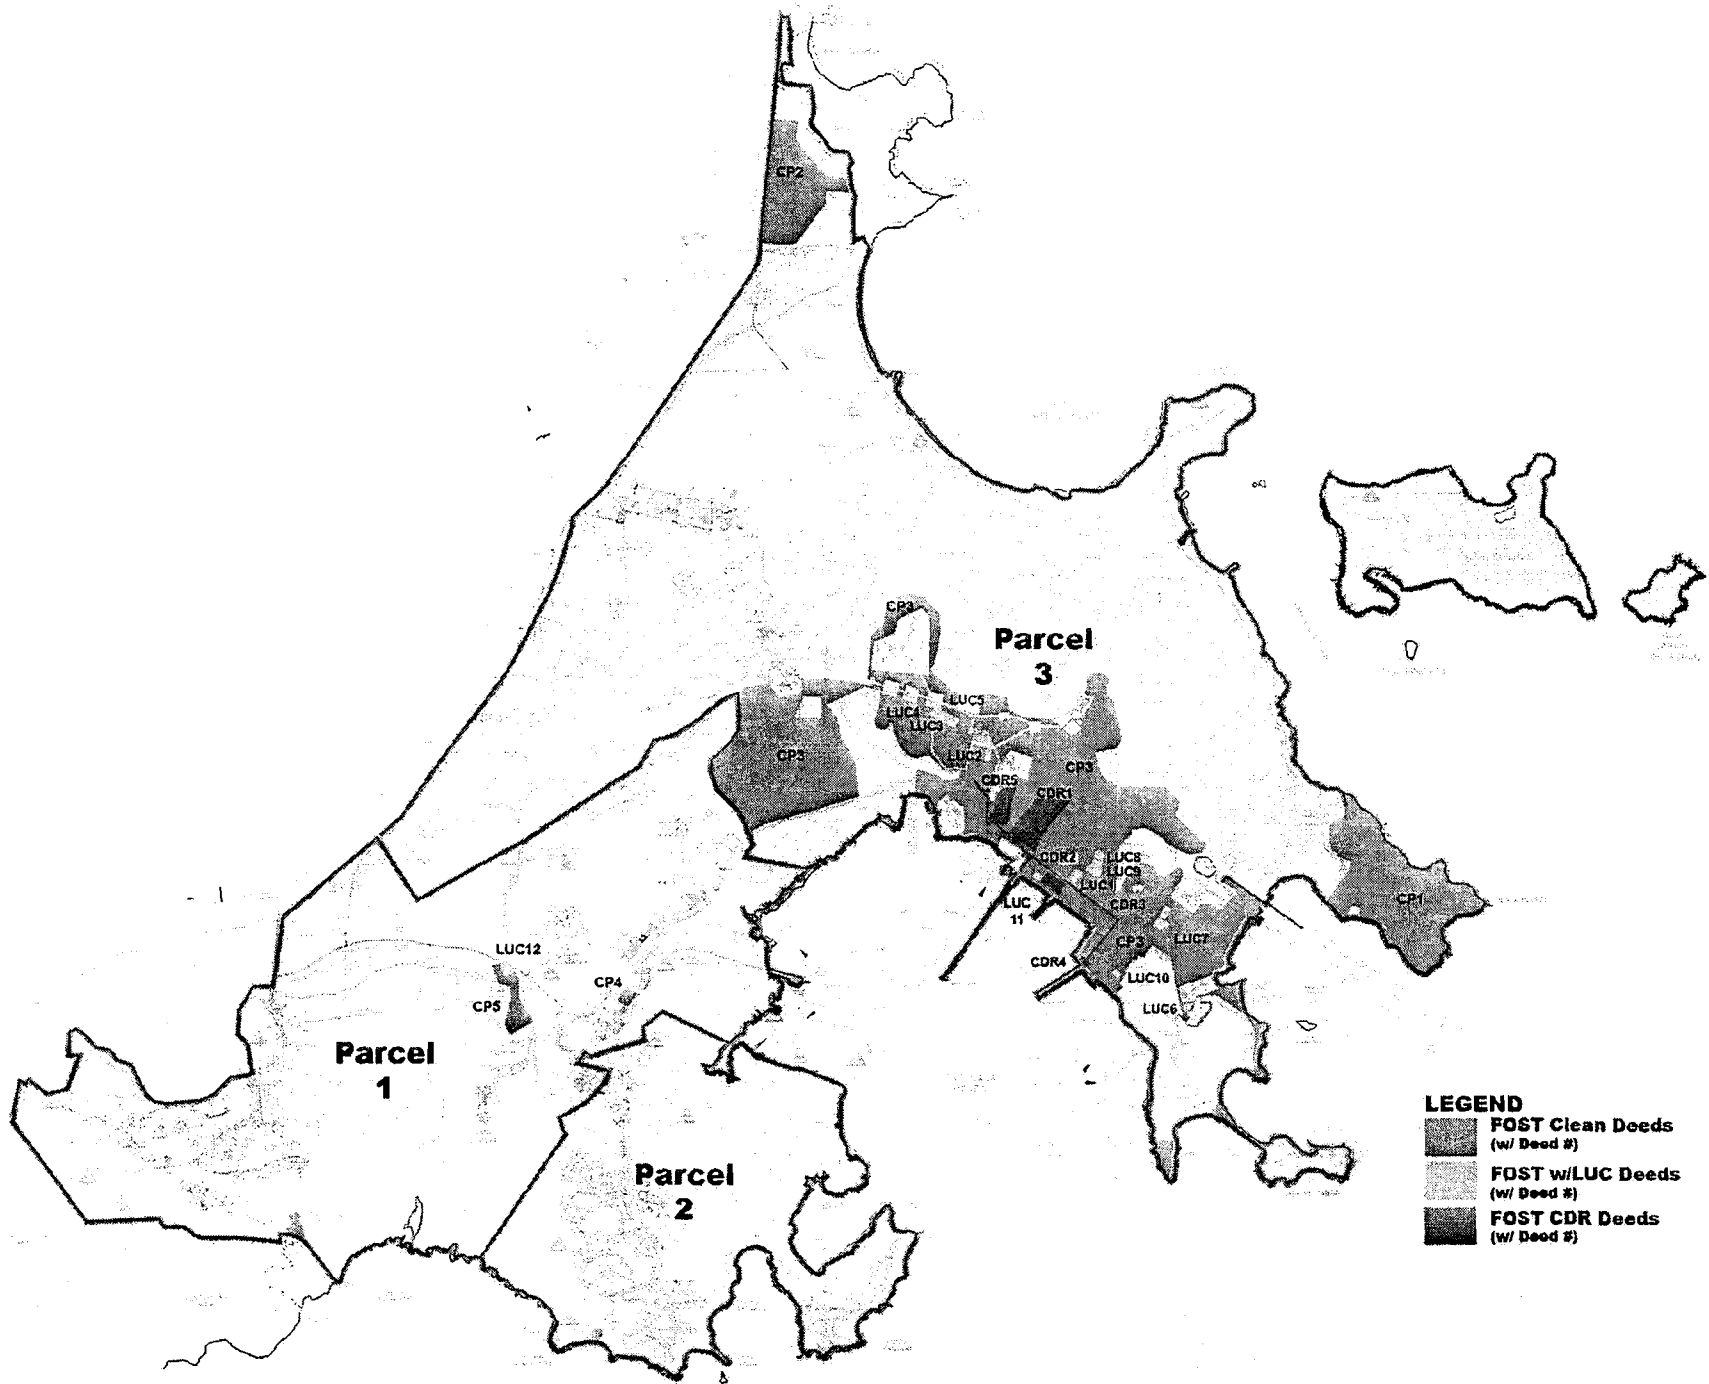 CP2
CP3
Parcel
3
LUC5
LUC4
LUC3
LUC2
CP3
CP3
CDR5
CDR1
CDR2
LUC8
LUC9
LUC1
CP1
LUC
11
CDR3
CP3
LUC7
LUC12
CDR4
LUC10
CP4
CP5
LUC6
Parcel
1
Parcel
2
LEGEND
FOST Clean Deeds
(w/ Deed #)
FOST w/LUC Deeds
(w/ Deed #)
FOST CDR Deeds
(w/ Deed #)